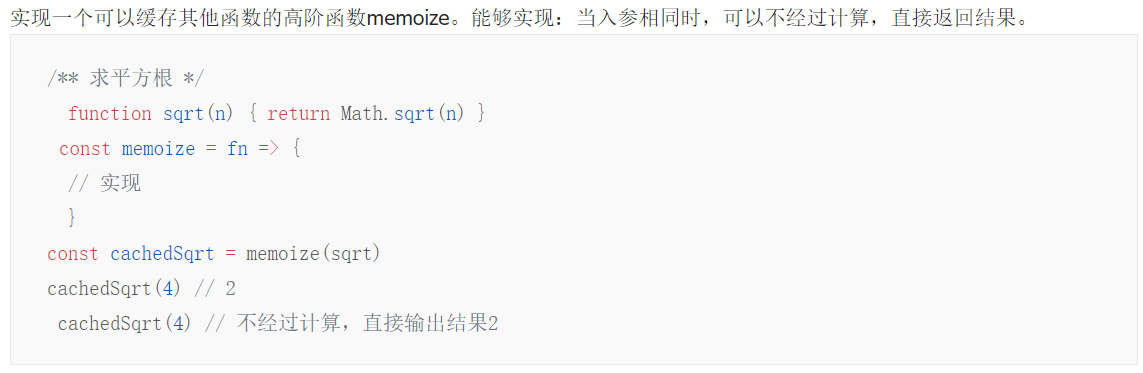 实现一个可以缓存其他函数的高阶函数memoize。能够实现：当入参相同时，可以不经过计算，直接返回结果。
/** 求平方根 */
function sqrt(n) { return Math.sqrt(n) }
const memoize = fn => {
// 实现
}
const cachedSqrt = memoize(sqrt)
cachedSqrt(4) // 2
cachedSqrt(4) // 不经过计算，直接输出结果2